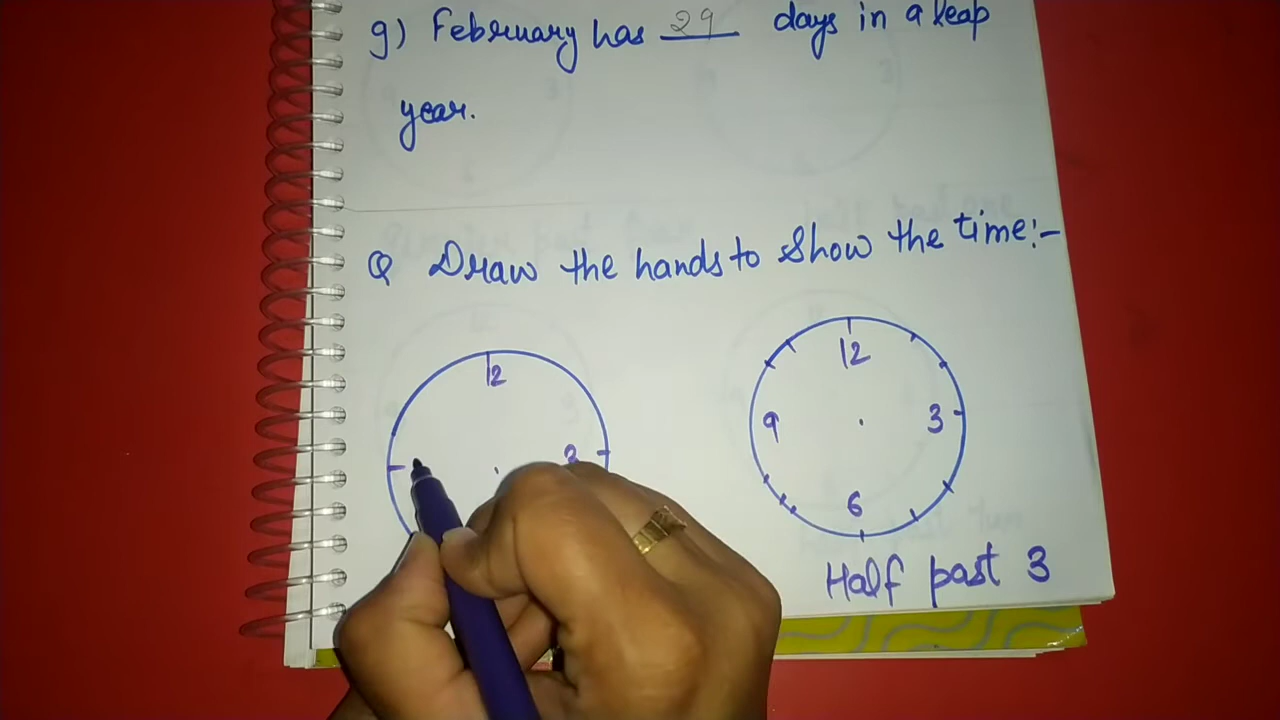 g) February has 29 days in a leap
year.
Q Draw the hands to show the time:-
12
3
12
9
3
6
Half past 3